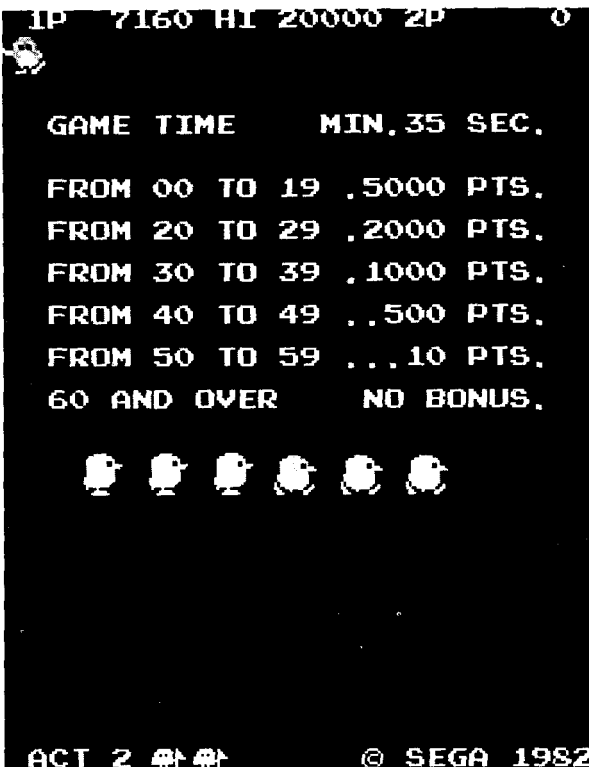 1P 7160 HI 20000 2P 0
GAME TIME MIN.35 SEC.
FROM 00 TO 19 .5000 PTS.
FROM 20 TO 29 .2000 PTS.
FROM 30 TO 39 .1000 PTS.
FROM 40 TO 49 ..500 PTS.
FROM 50 TO 59 ...10 PTS.
60 AND OVER NO BONUS.
ACT 2 © SEGA 1982